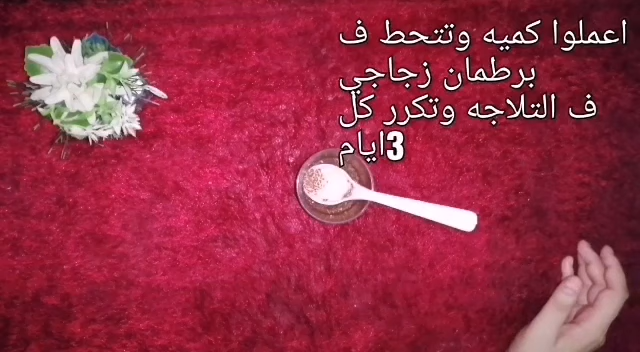 اعملوا كميه وتتحط ف
برطمان زجاجي
ف التلاجه وتكرر كل
3ايام